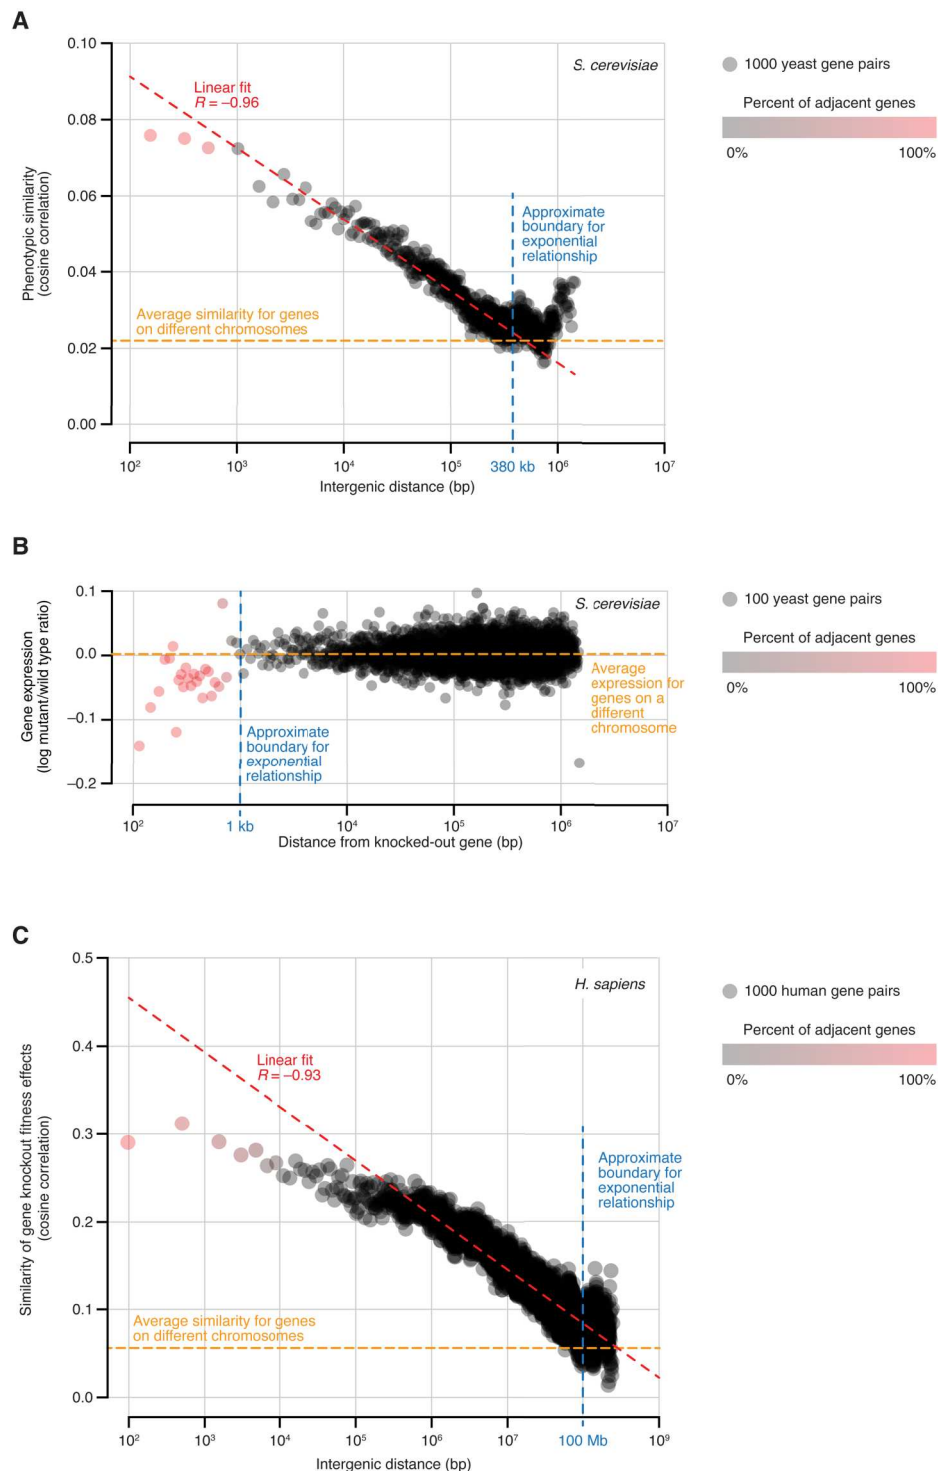 A
0.10
S. cerevisiae
1000 yeast gene pairs
Linear fit
R = –0.96
Percent of adjacent genes
0%
100%
0.08
0.06
0.04
0.02
0.00
Phenotypic similarity
(cosine correlation)
Approximate
boundary for
exponential
relationship
Average similarity for genes
on different chromosomes
10²
10³
10⁴
10⁵
380 kb
10⁶
10⁷
Intergenic distance (bp)
B
0.1
0.0
–0.1
–0.2
Gene expression
(log mutant/wild type ratio)
S. cerevisiae
100 yeast gene pairs
Percent of adjacent genes
0%
100%
Average
expression for
genes on a
different
chromosome
Approximate
boundary for
exponential
relationship
10²
1 kb
10⁴
10⁵
10⁶
10⁷
Distance from knocked-out gene (bp)
C
0.5
0.4
0.3
0.2
0.1
0.0
Similarity of gene knockout fitness effects
(cosine correlation)
H. sapiens
1000 human gene pairs
Percent of adjacent genes
0%
100%
Linear fit
R = –0.93
Approximate
boundary for
exponential
relationship
Average similarity for genes
on different chromosomes
10²
10³
10⁴
10⁵
10⁶
10⁷
100 Mb
10⁹
Intergenic distance (bp)